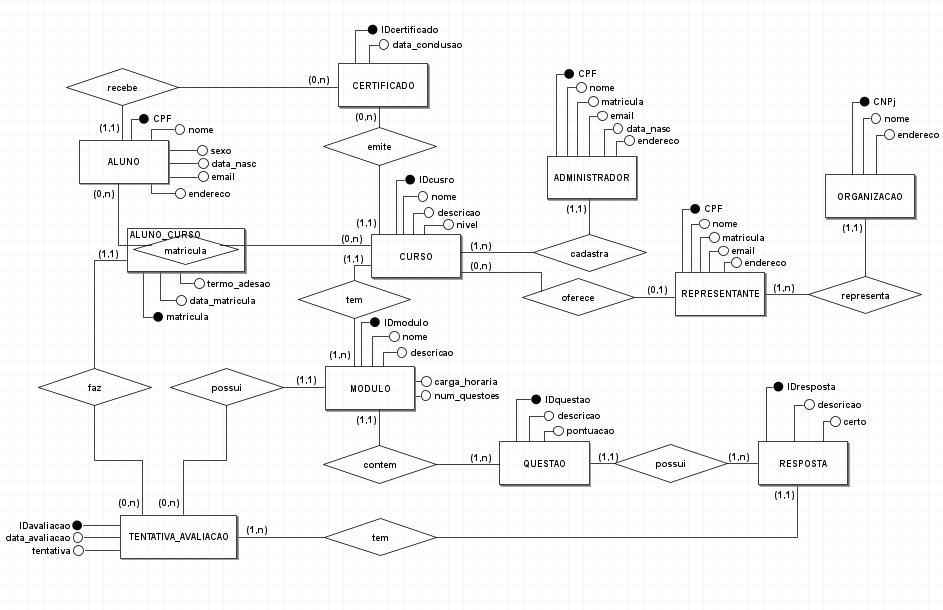 IDcertificado
data_condusao
CERTIFICADO
(0,n)
recebe
(1,1)
CPF
nome
ALUNO
sexo
data_nasc
email
endereco
(0,n)
(0,n)
emite
(1,1)
CPF
nome
matricula
email
data_nasc
endereco
ADMINISTRADOR
(1,1)
CNPj
nome
endereco
ORGANIZACAO
(1,1)
IDcusro
nome
descricao
nivel
CURSO
(0,n)
(1,1)
(1,n)
(0,n)
cadastra
oferece
(0,1)
CPF
nome
matricula
email
endereco
REPRESENTANTE
(1,n)
representa
ALUNO_CURSO
matricula
(1,1)
termo_adesao
data_matricula
matricula
tem
(1,n)
IDmodulo
nome
descricao
MODULO
carga_horaria
num_questoes
(1,1)
(1,1)
faz
possui
contem
(1,n)
IDquestao
descricao
pontuacao
QUESTAO
(1,1)
possui
(1,n)
IDresposta
descricao
certo
RESPOSTA
(1,1)
(0,n)
(0,n)
IDavaliacao
data_avaliacao
tentativa
TENTATIVA_AVALIACAO
(1,n)
tem